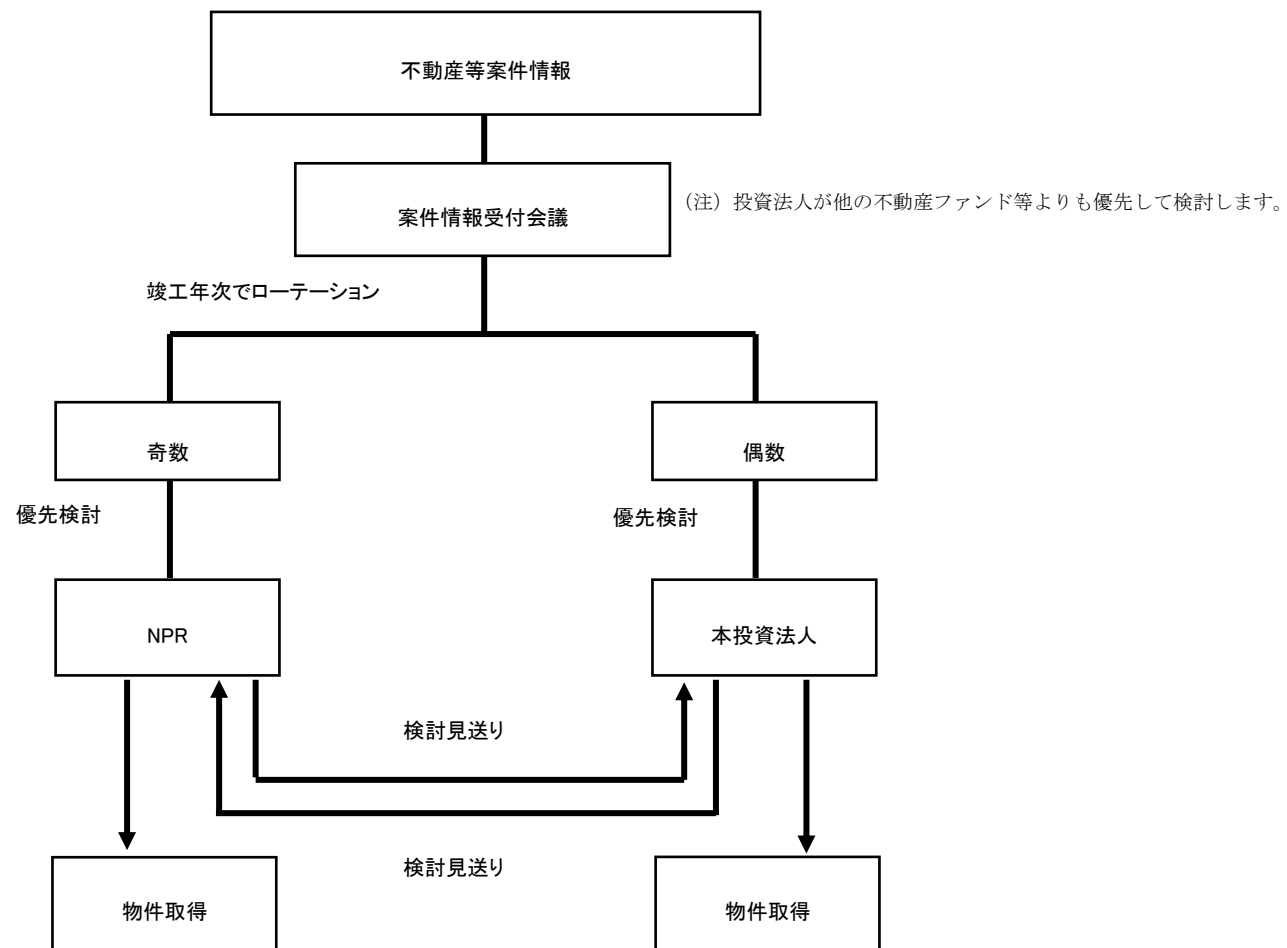 不動産等案件情報
案件情報受付会議
（注）投資法人が他の不動産ファンド等よりも優先して検討します。
竣工年次でローテーション
奇数
偶数
優先検討
優先検討
NPR
本投資法人
検討見送り
検討見送り
物件取得
物件取得